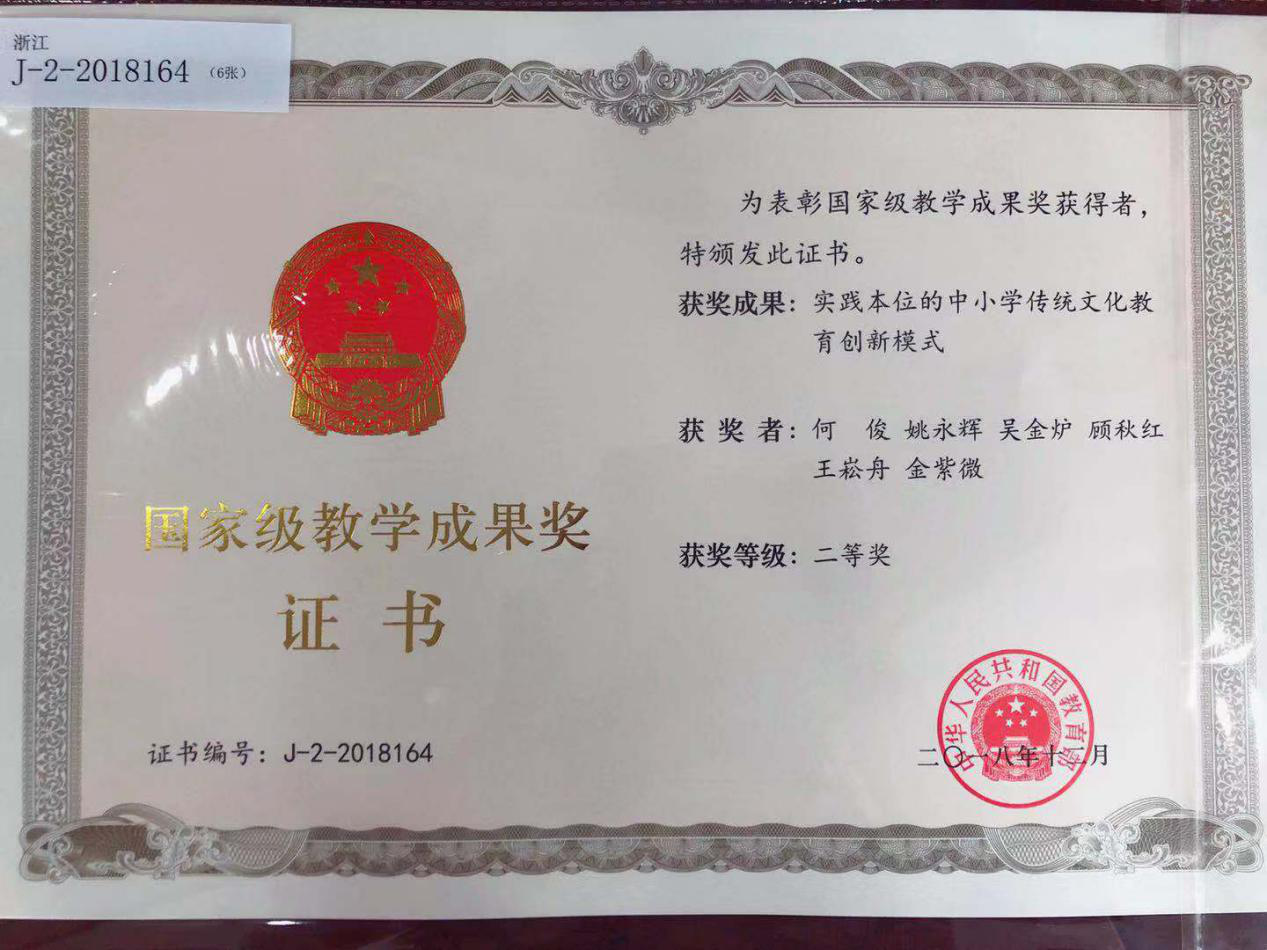 浙江
J-2-2018164 (6张)
国家级教学成果奖
证书
证书编号：J-2-2018164
为表彰国家级教学成果奖获得者，
特颁发此证书。
获奖成果：实践本位的中小学传统文化教
育创新模式
获奖者：何俊 姚永辉 吴金炉 顾秋红
王崧舟 金紫微
获奖等级：二等奖
中华人民共和国教育部
二〇一八年十二月